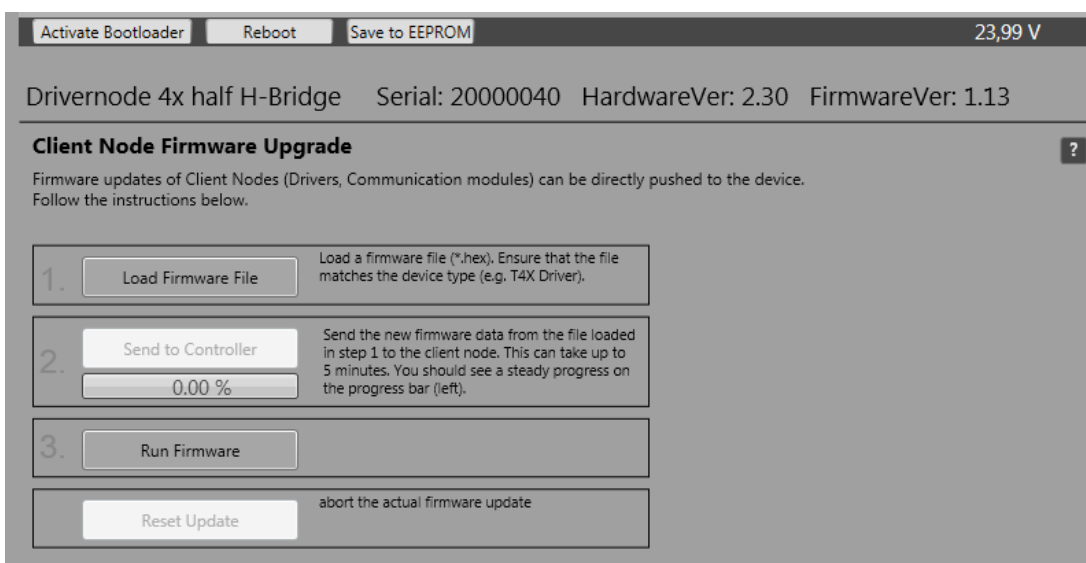 Activate Bootloader Reboot Save to EEPROM 23,99 V
Drivernode 4x half H-Bridge Serial: 20000040 HardwareVer: 2.30 FirmwareVer: 1.13
Client Node Firmware Upgrade
?
Firmware updates of Client Nodes (Drivers, Communication modules) can be directly pushed to the device.
Follow the instructions below.
1.
Load Firmware File
Load a firmware file (*.hex). Ensure that the file
matches the device type (e.g. T4X Driver).
2.
Send to Controller
0.00 %
Send the new firmware data from the file loaded
in step 1 to the client node. This can take up to
5 minutes. You should see a steady progress on
the progress bar (left).
3.
Run Firmware
Reset Update
abort the actual firmware update